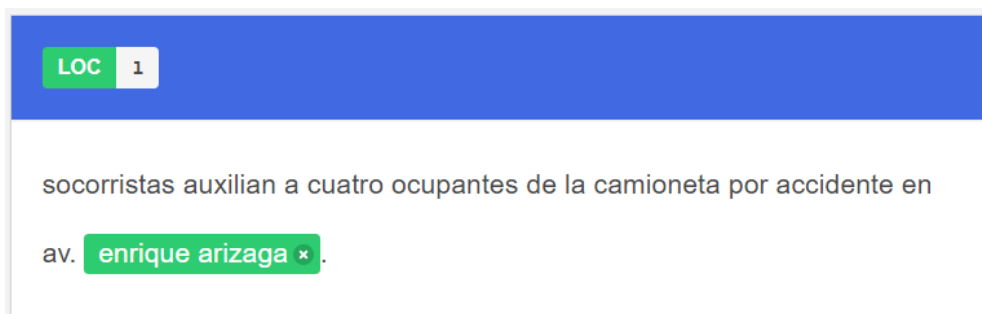 LOC 1
socorristas auxilian a cuatro ocupantes de la camioneta por accidente en
av. enrique arizaga × .